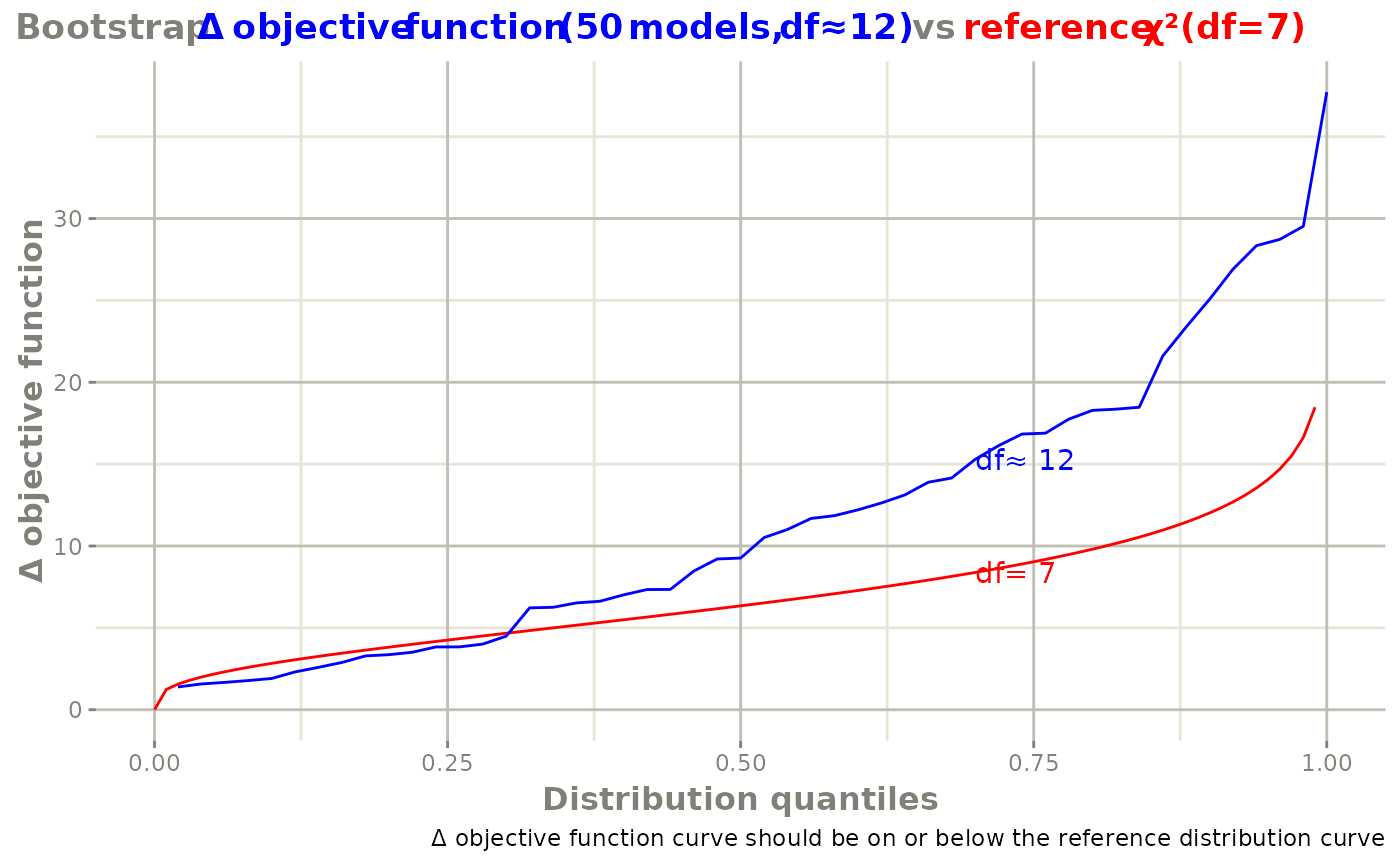 Bootstrap Δ objective function (50 models, df≈12) vs reference χ²(df=7)
Δ objective function
30
20
10
0
df≈ 12
df= 7
0.00 0.25 0.50 0.75 1.00
Distribution quantiles
Δ objective function curve should be on or below the reference distribution curve